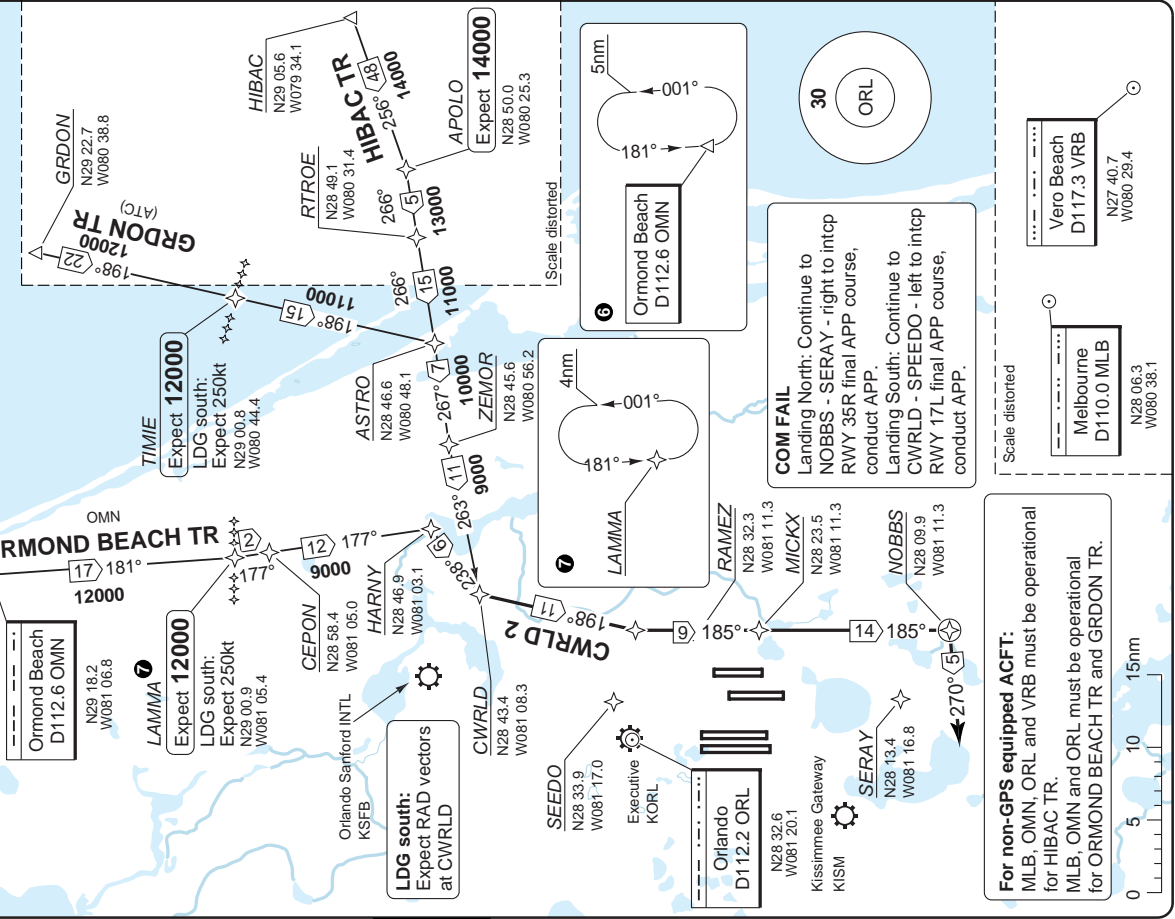 Ormond Beach
D112.6 OMN
N29 18.2
W081 06.8
LAMMA
7
Expect 12000
LDG south:
Expect 250kt
N29 00.9
W081 05.4
RMOND BEACH TR
OMN
17
181°
12000
2
177°
12
177°
9000
CEPON
N28 58.4
W081 05.0
HARNY
N28 46.9
W081 03.1
6
238°
TIMIE
Expect 12000
LDG south:
Expect 250kt
N29 00.8
W080 44.4
GRDON
N29 22.7
W080 38.8
GRDON TR
(ATC)
12000
22
198°
11000
15
198°
HIBAC
N29 05.6
W079 34.1
HIBAC TR
48
256°
14000
APOLO
Expect 14000
N28 50.0
W080 25.3
RTROE
N28 49.1
W080 31.4
266°
5
13000
266°
15
11000
Scale distorted
ASTRO
N28 46.6
W080 48.1
7
267°
10000
ZEMOR
N28 45.6
W080 56.2
11
263°
9000
Orlando Sanford INTL
KSFB
LDG south:
Expect RAD vectors
at CWRLD
CWRLD
N28 43.4
W081 08.3
CWRLD 2
11
198°
9
185°
RAMEZ
N28 32.3
W081 11.3
MICKX
N28 23.5
W081 11.3
14
185°
NOBBS
N28 09.9
W081 11.3
5
270°
SEEDO
N28 33.9
W081 17.0
Executive
KORL
Orlando
D112.2 ORL
N28 32.6
W081 20.1
Kissimmee Gateway
KISM
SERAY
N28 13.4
W081 16.8
6
Ormond Beach
D112.6 OMN
181°
001°
5nm
7
LAMMA
181°
001°
4nm
30
ORL
COM FAIL
Landing North: Continue to
NOBBS - SERAY - right to intcp
RWY 35R final APP course,
conduct APP.
Landing South: Continue to
CWRLD - SPEEDO - left to intcp
RWY 17L final APP course,
conduct APP.
Scale distorted
Melbourne
D110.0 MLB
N28 06.3
W080 38.1
Vero Beach
D117.3 VRB
N27 40.7
W080 29.4
For non-GPS equipped ACFT:
MLB, OMN, ORL and VRB must be operational
for HIBAC TR.
MLB, OMN and ORL must be operational
for ORMOND BEACH TR and GRDON TR.
0 5 10 15nm